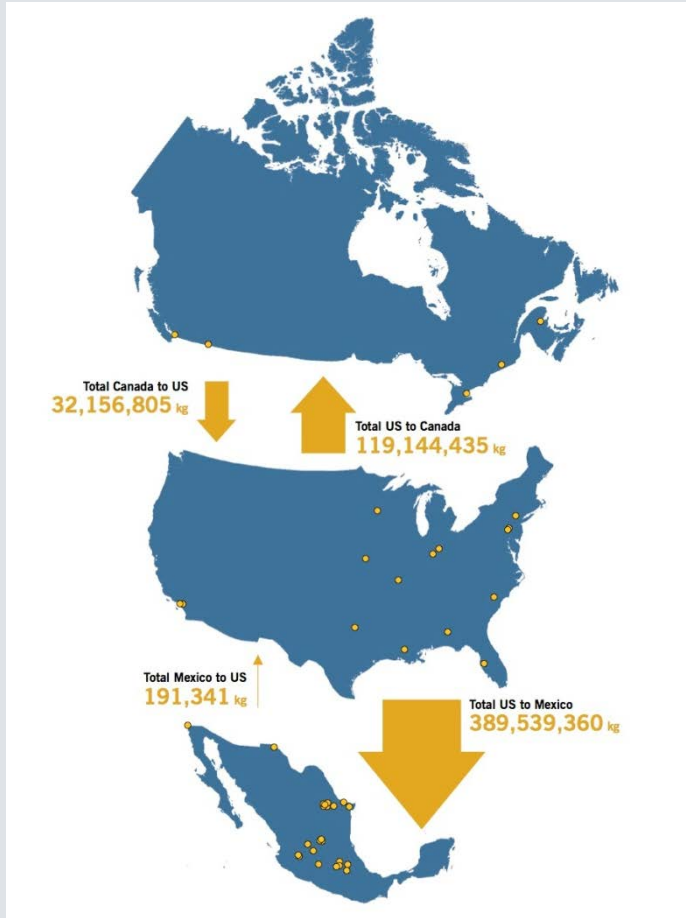 Total Canada to US
32,156,805 kg
Total US to Canada
119,144,435 kg
Total Mexico to US
191,341 kg
Total US to Mexico
389,539,360 kg